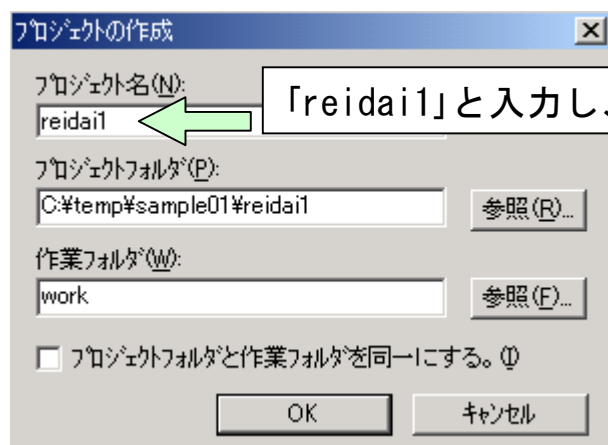 プロジェクトの作成
プロジェクト名(N):
reidai1
「reidai1」と入力し、
プロジェクトフォルダ(P):
C:¥temp¥sample01¥reidai1
参照(R)...
作業フォルダ(W):
work
参照(F)...
プロジェクトフォルダと作業フォルダを同一にする。(I)
OK
キャンセル